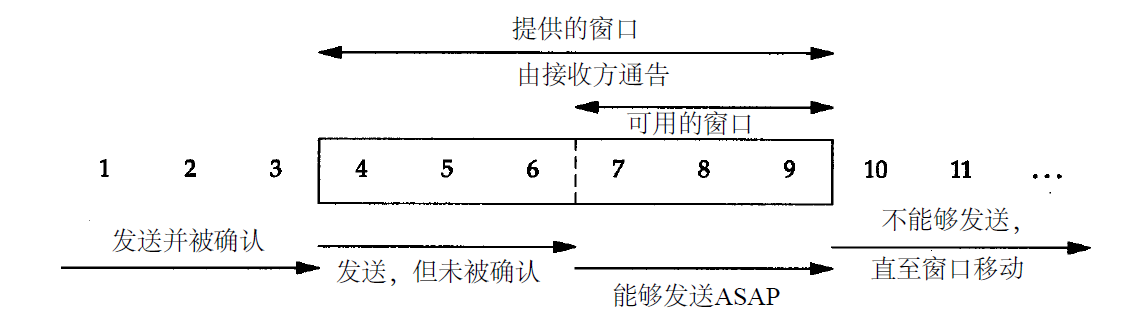 提供的窗口
由接收方通告
可用的窗口
1 2 3 4 5 6 7 8 9 10 11 ...
发送并被确认
发送，但未被确认
能够发送ASAP
不能够发送，
直至窗口移动